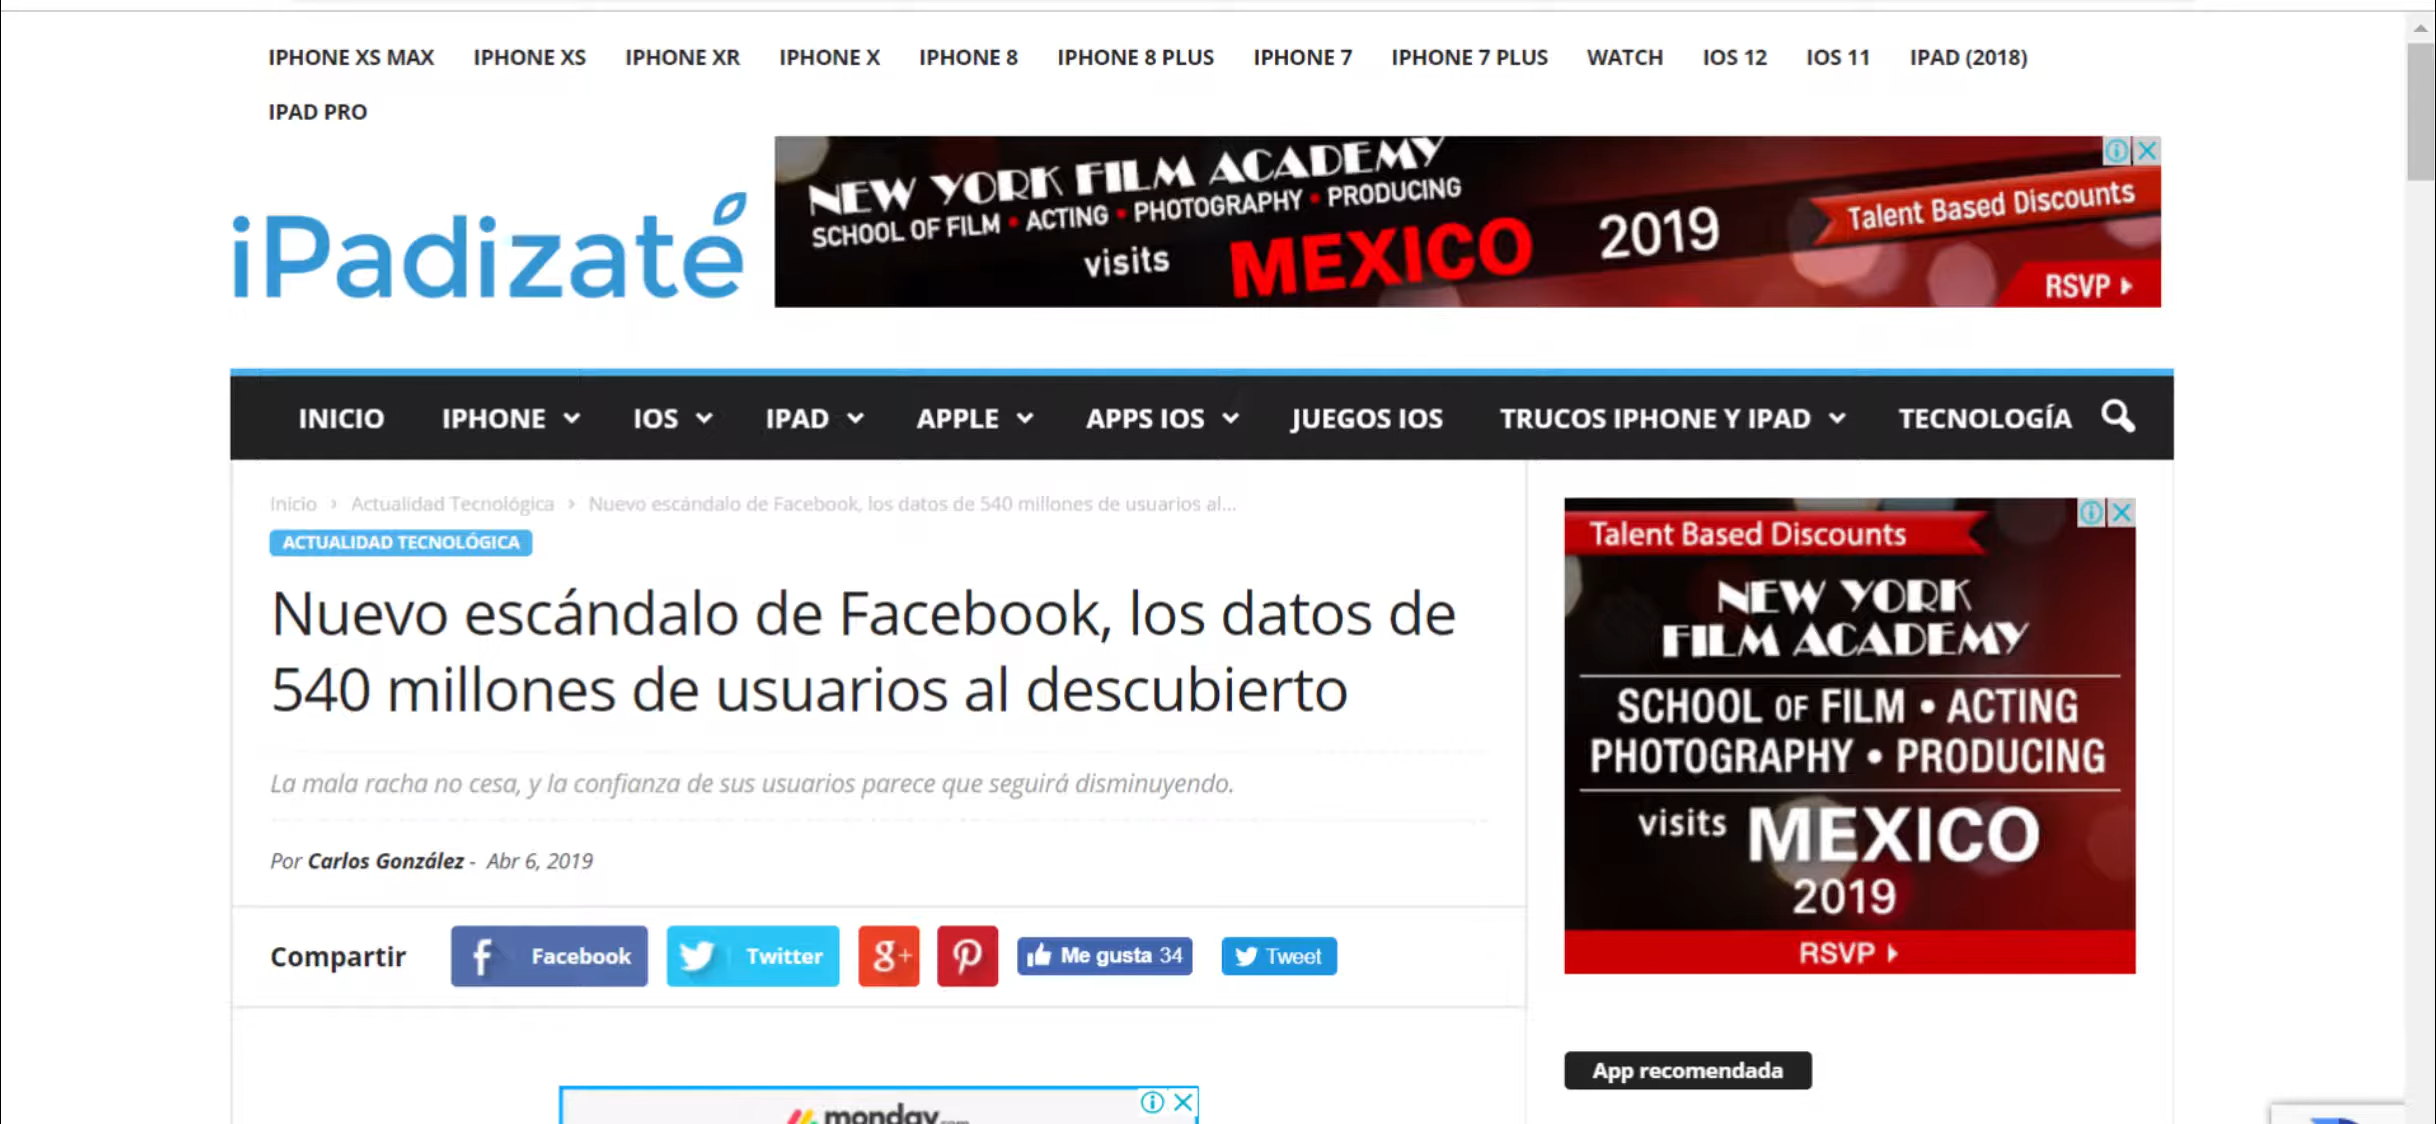 IPHONE XS MAX IPHONE XS IPHONE XR IPHONE X IPHONE 8 IPHONE 8 PLUS IPHONE 7 IPHONE 7 PLUS WATCH IOS 12 IOS 11 IPAD (2018)
IPAD PRO
iPadizate
NEW YORK FILM ACADEMY
SCHOOL OF FILM • ACTING • PHOTOGRAPHY • PRODUCING
visits MEXICO 2019
Talent Based Discounts
RSVP
INICIO IPHONE IOS IPAD APPLE APPS IOS JUEGOS IOS TRUCOS IPHONE Y IPAD TECNOLOGÍA
Inicio › Actualidad Tecnológica › Nuevo escándalo de Facebook, los datos de 540 millones de usuarios al...
ACTUALIDAD TECNOLÓGICA
Nuevo escándalo de Facebook, los datos de
540 millones de usuarios al descubierto
La mala racha no cesa, y la confianza de sus usuarios parece que seguirá disminuyendo.
Por Carlos González - Abr 6, 2019
Compartir Facebook Twitter g+ Me gusta 34 Tweet
Talent Based Discounts
NEW YORK
FILM ACADEMY
SCHOOL OF FILM • ACTING
PHOTOGRAPHY • PRODUCING
visits MEXICO
2019
RSVP
App recomendada
monday.com